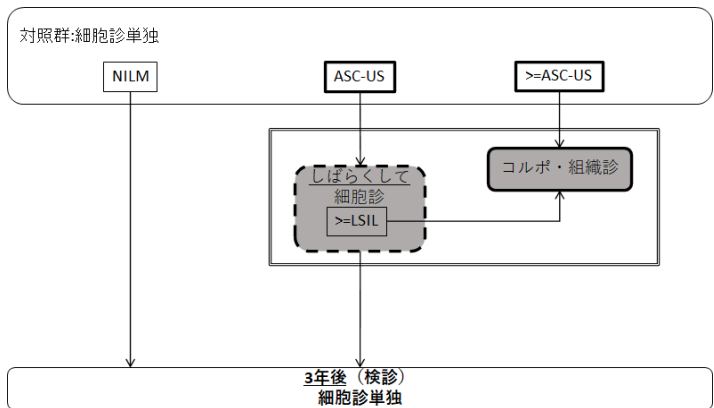 対照群:細胞診単独
NILM
ASC-US
>=ASC-US
しばらくして
細胞診
>=LSIL
コルポ・組織診
3年後（検診）
細胞診単独